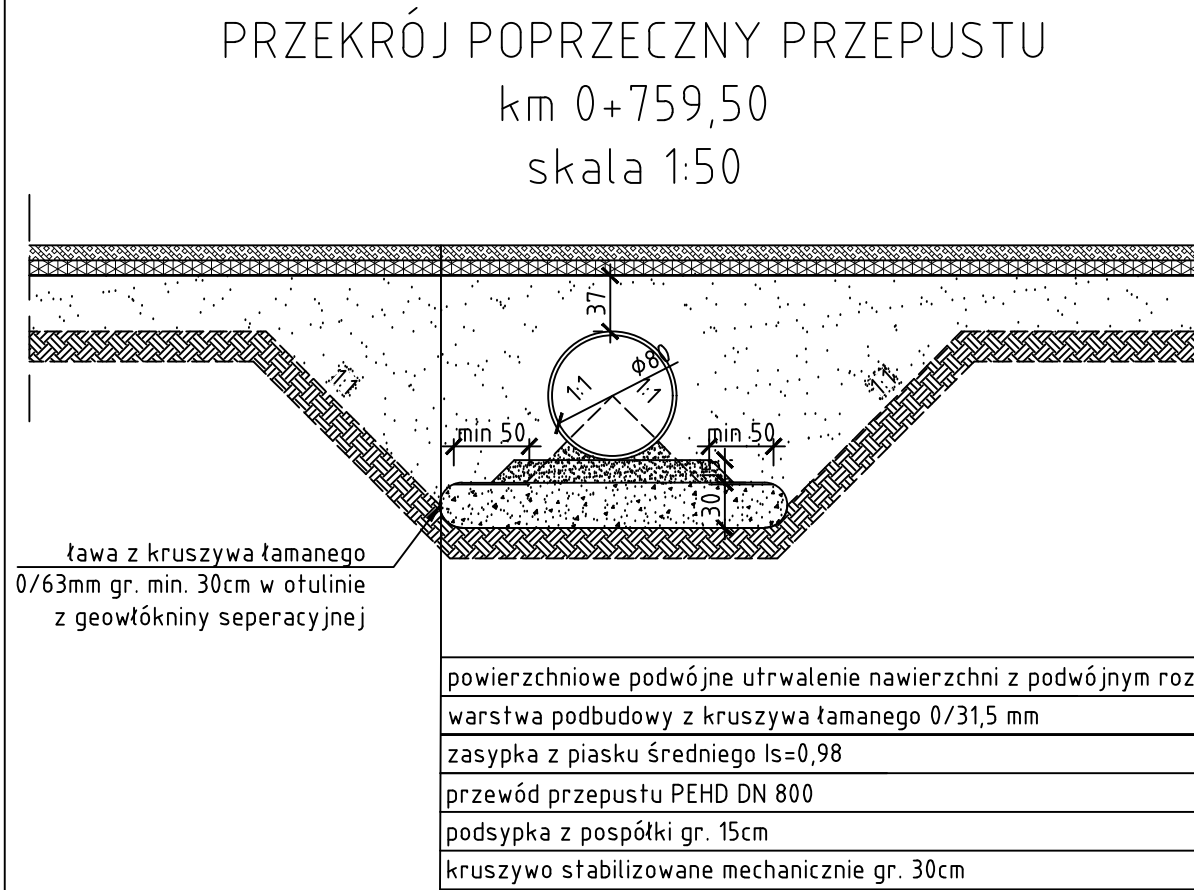 PRZEKRÓJ POPRZECZNY PRZEPUSTU
km 0+759,50
skala 1:50
37
ϕ80
1:1
1:1
1:1
1:1
min 50
min 50
15
30
ława z kruszywa łamanego
0/63mm gr. min. 30cm w otulinie
z geowłókniny seperacyjnej
powierzchniowe podwójne utrwalenie nawierzchni z podwójnym roz
warstwa podbudowy z kruszywa łamanego 0/31,5 mm
zasypka z piasku średniego Is=0,98
przewód przepustu PEHD DN 800
podsypka z pospółki gr. 15cm
kruszywo stabilizowane mechanicznie gr. 30cm